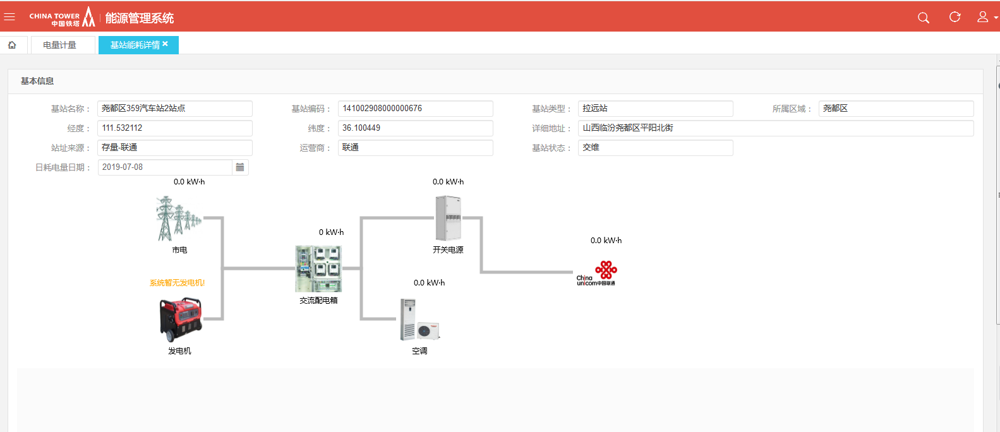 CHINA TOWER
中国铁塔
能源管理系统
电量计量
基站能耗详情 ×
基本信息
基站名称： 尧都区359汽车站2站点 基站编码： 141002908000000676 基站类型： 拉远站 所属区域： 尧都区
经度： 111.532112 纬度： 36.100449 详细地址： 山西临汾尧都区平阳北街
站址来源： 存量-联通 运营商： 联通 基站状态： 交维
日耗电量日期： 2019-07-08
0.0 kW·h
0.0 kW·h
0 kW·h
0.0 kW·h
市电
开关电源
China
unicom中国联通
系统暂无发电机!
0.0 kW·h
交流配电箱
发电机
空调